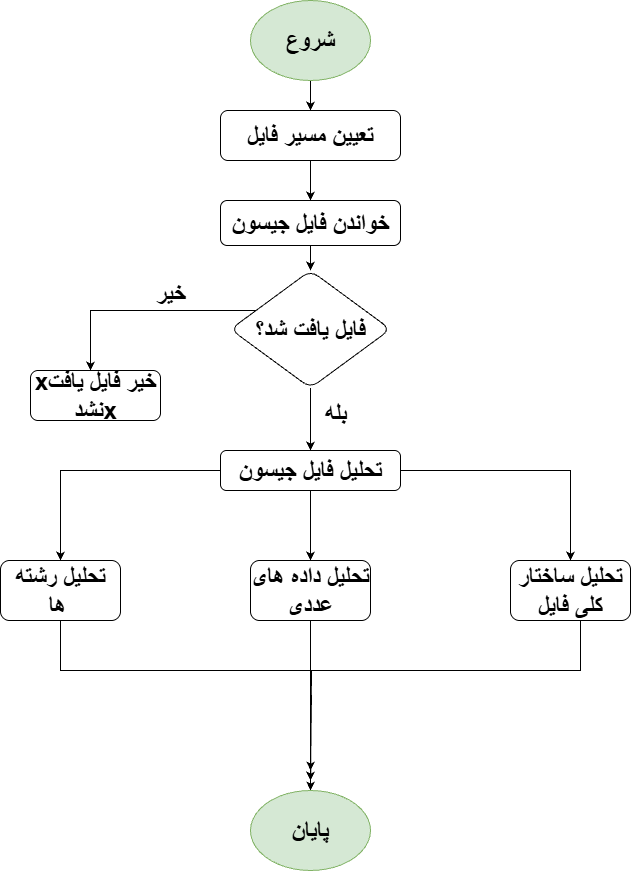 شروع
تعیین مسیر فایل
خواندن فایل جیسون
فایل یافت شد؟
خیر
خیر فایل یافتx
xنشد
بله
تحلیل فایل جیسون
تحلیل ساختار
کلی فایل
تحلیل داده های
عددی
تحلیل رشته
ها
پایان